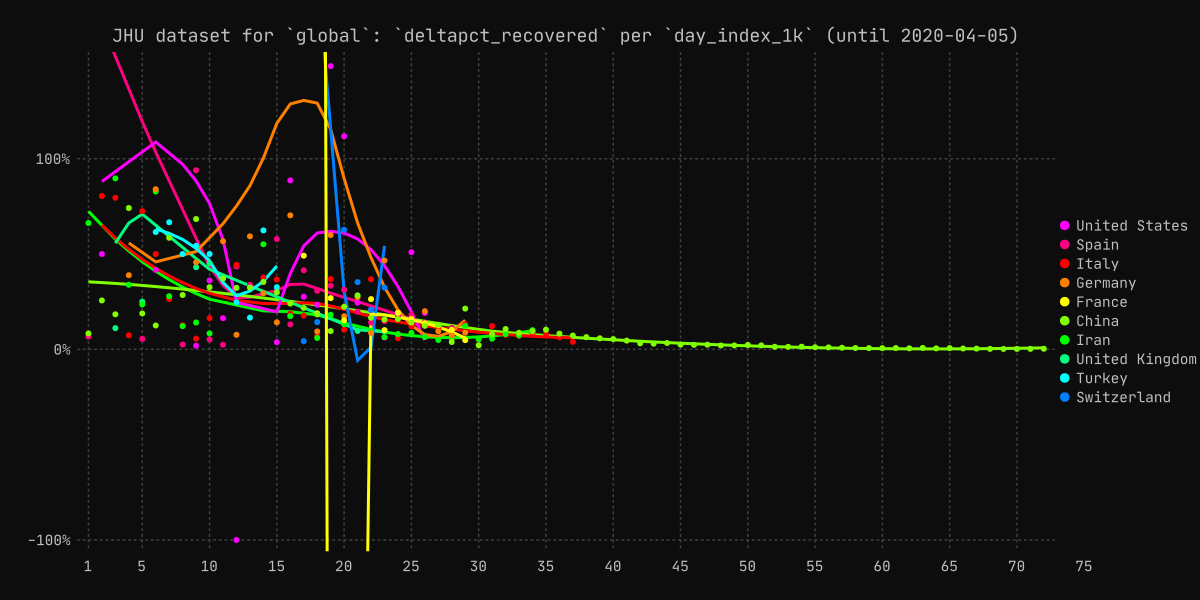 JHU dataset for `global`: `deltapct_recovered` per `day_index_1k` (until 2020-04-05)
100%
0%
-100%
1 5 10 15 20 25 30 35 40 45 50 55 60 65 70 75
United States
Spain
Italy
Germany
France
China
Iran
United Kingdom
Turkey
Switzerland